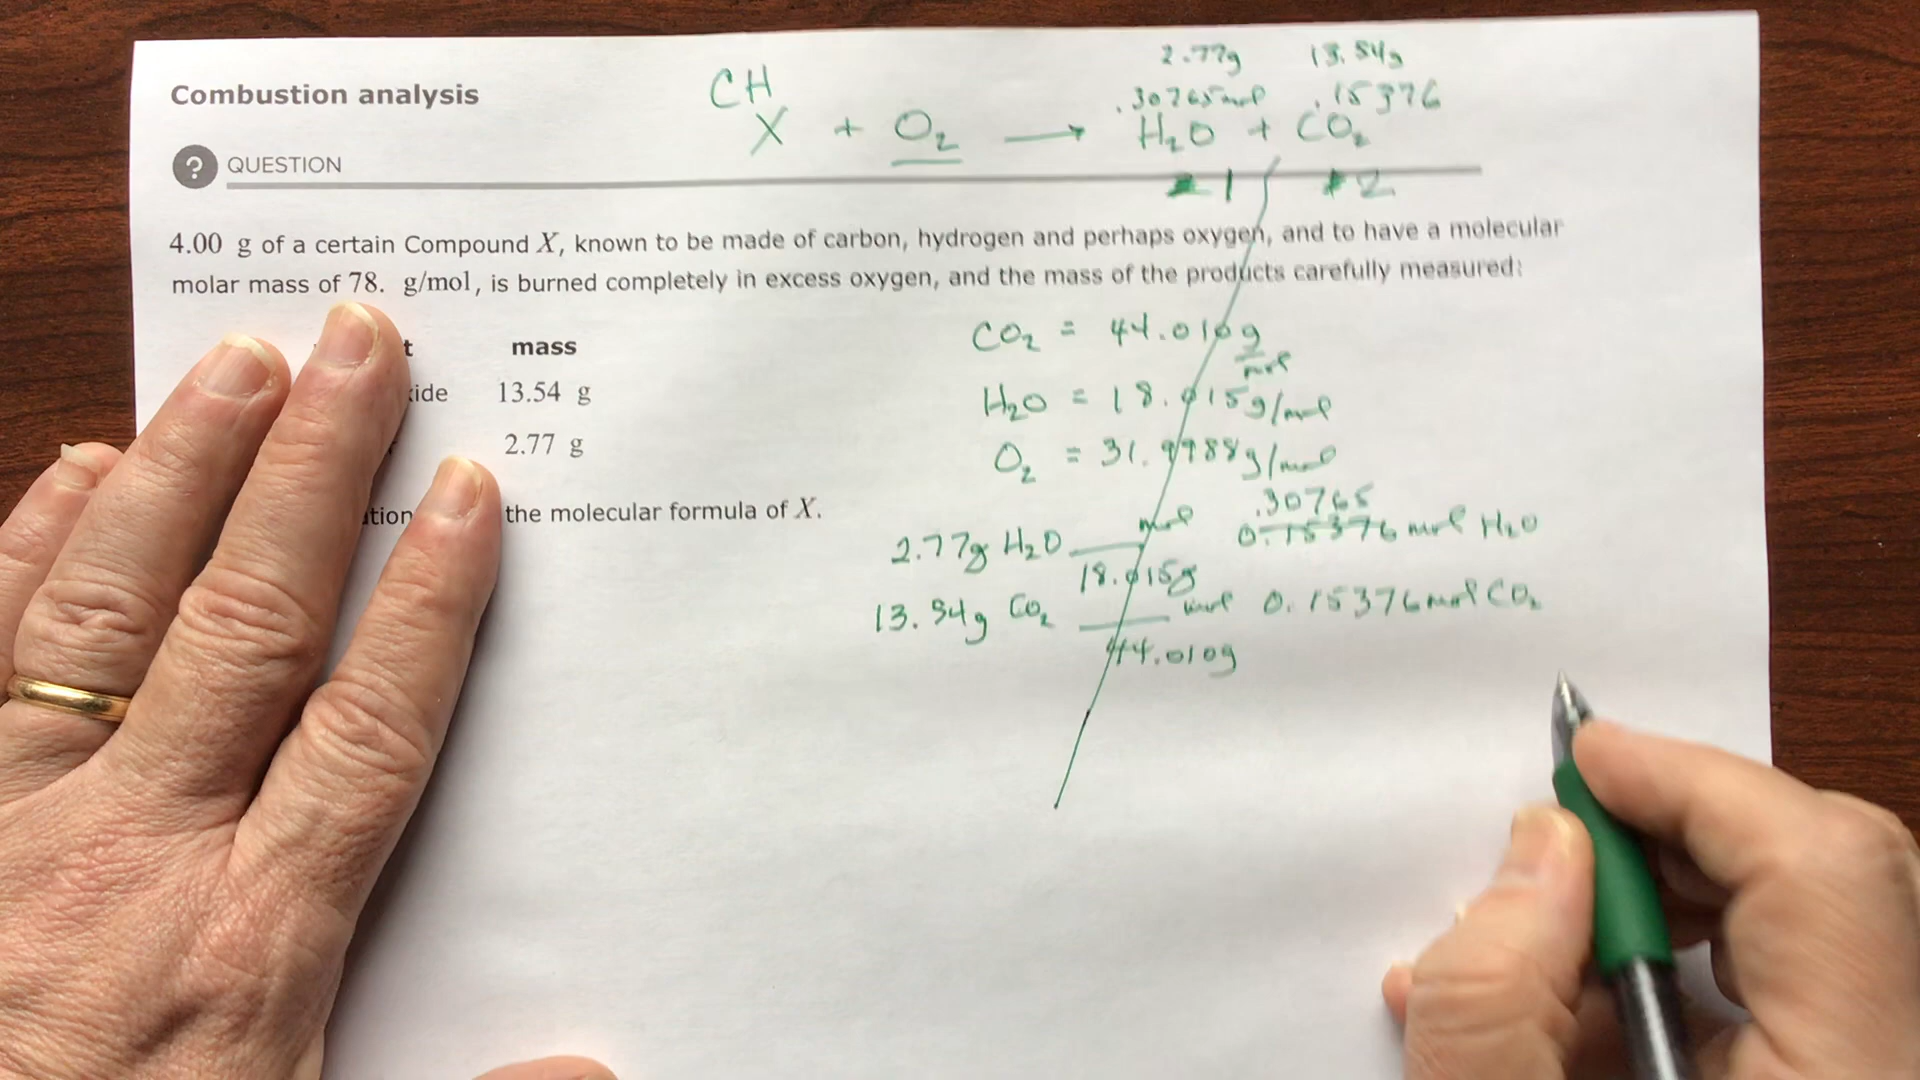 2.77g 13.54g
CH .30765mol .15376
Combustion analysis
X + O₂ → H₂O + CO₂
? QUESTION
1 2
4.00 g of a certain Compound X, known to be made of carbon, hydrogen and perhaps oxygen, and to have a molecular
molar mass of 78. g/mol, is burned completely in excess oxygen, and the mass of the products carefully measured:
t mass
ide 13.54 g
2.77 g
the molecular formula of X.
CO₂ = 44.010g/mol
H₂O = 18.015g/mol
O₂ = 31.9988g/mol
.30765
2.77g H₂O mol 0.15376 mol H₂O
18.015g
13.54g CO₂ mol 0.15376 mol CO₂
44.010g